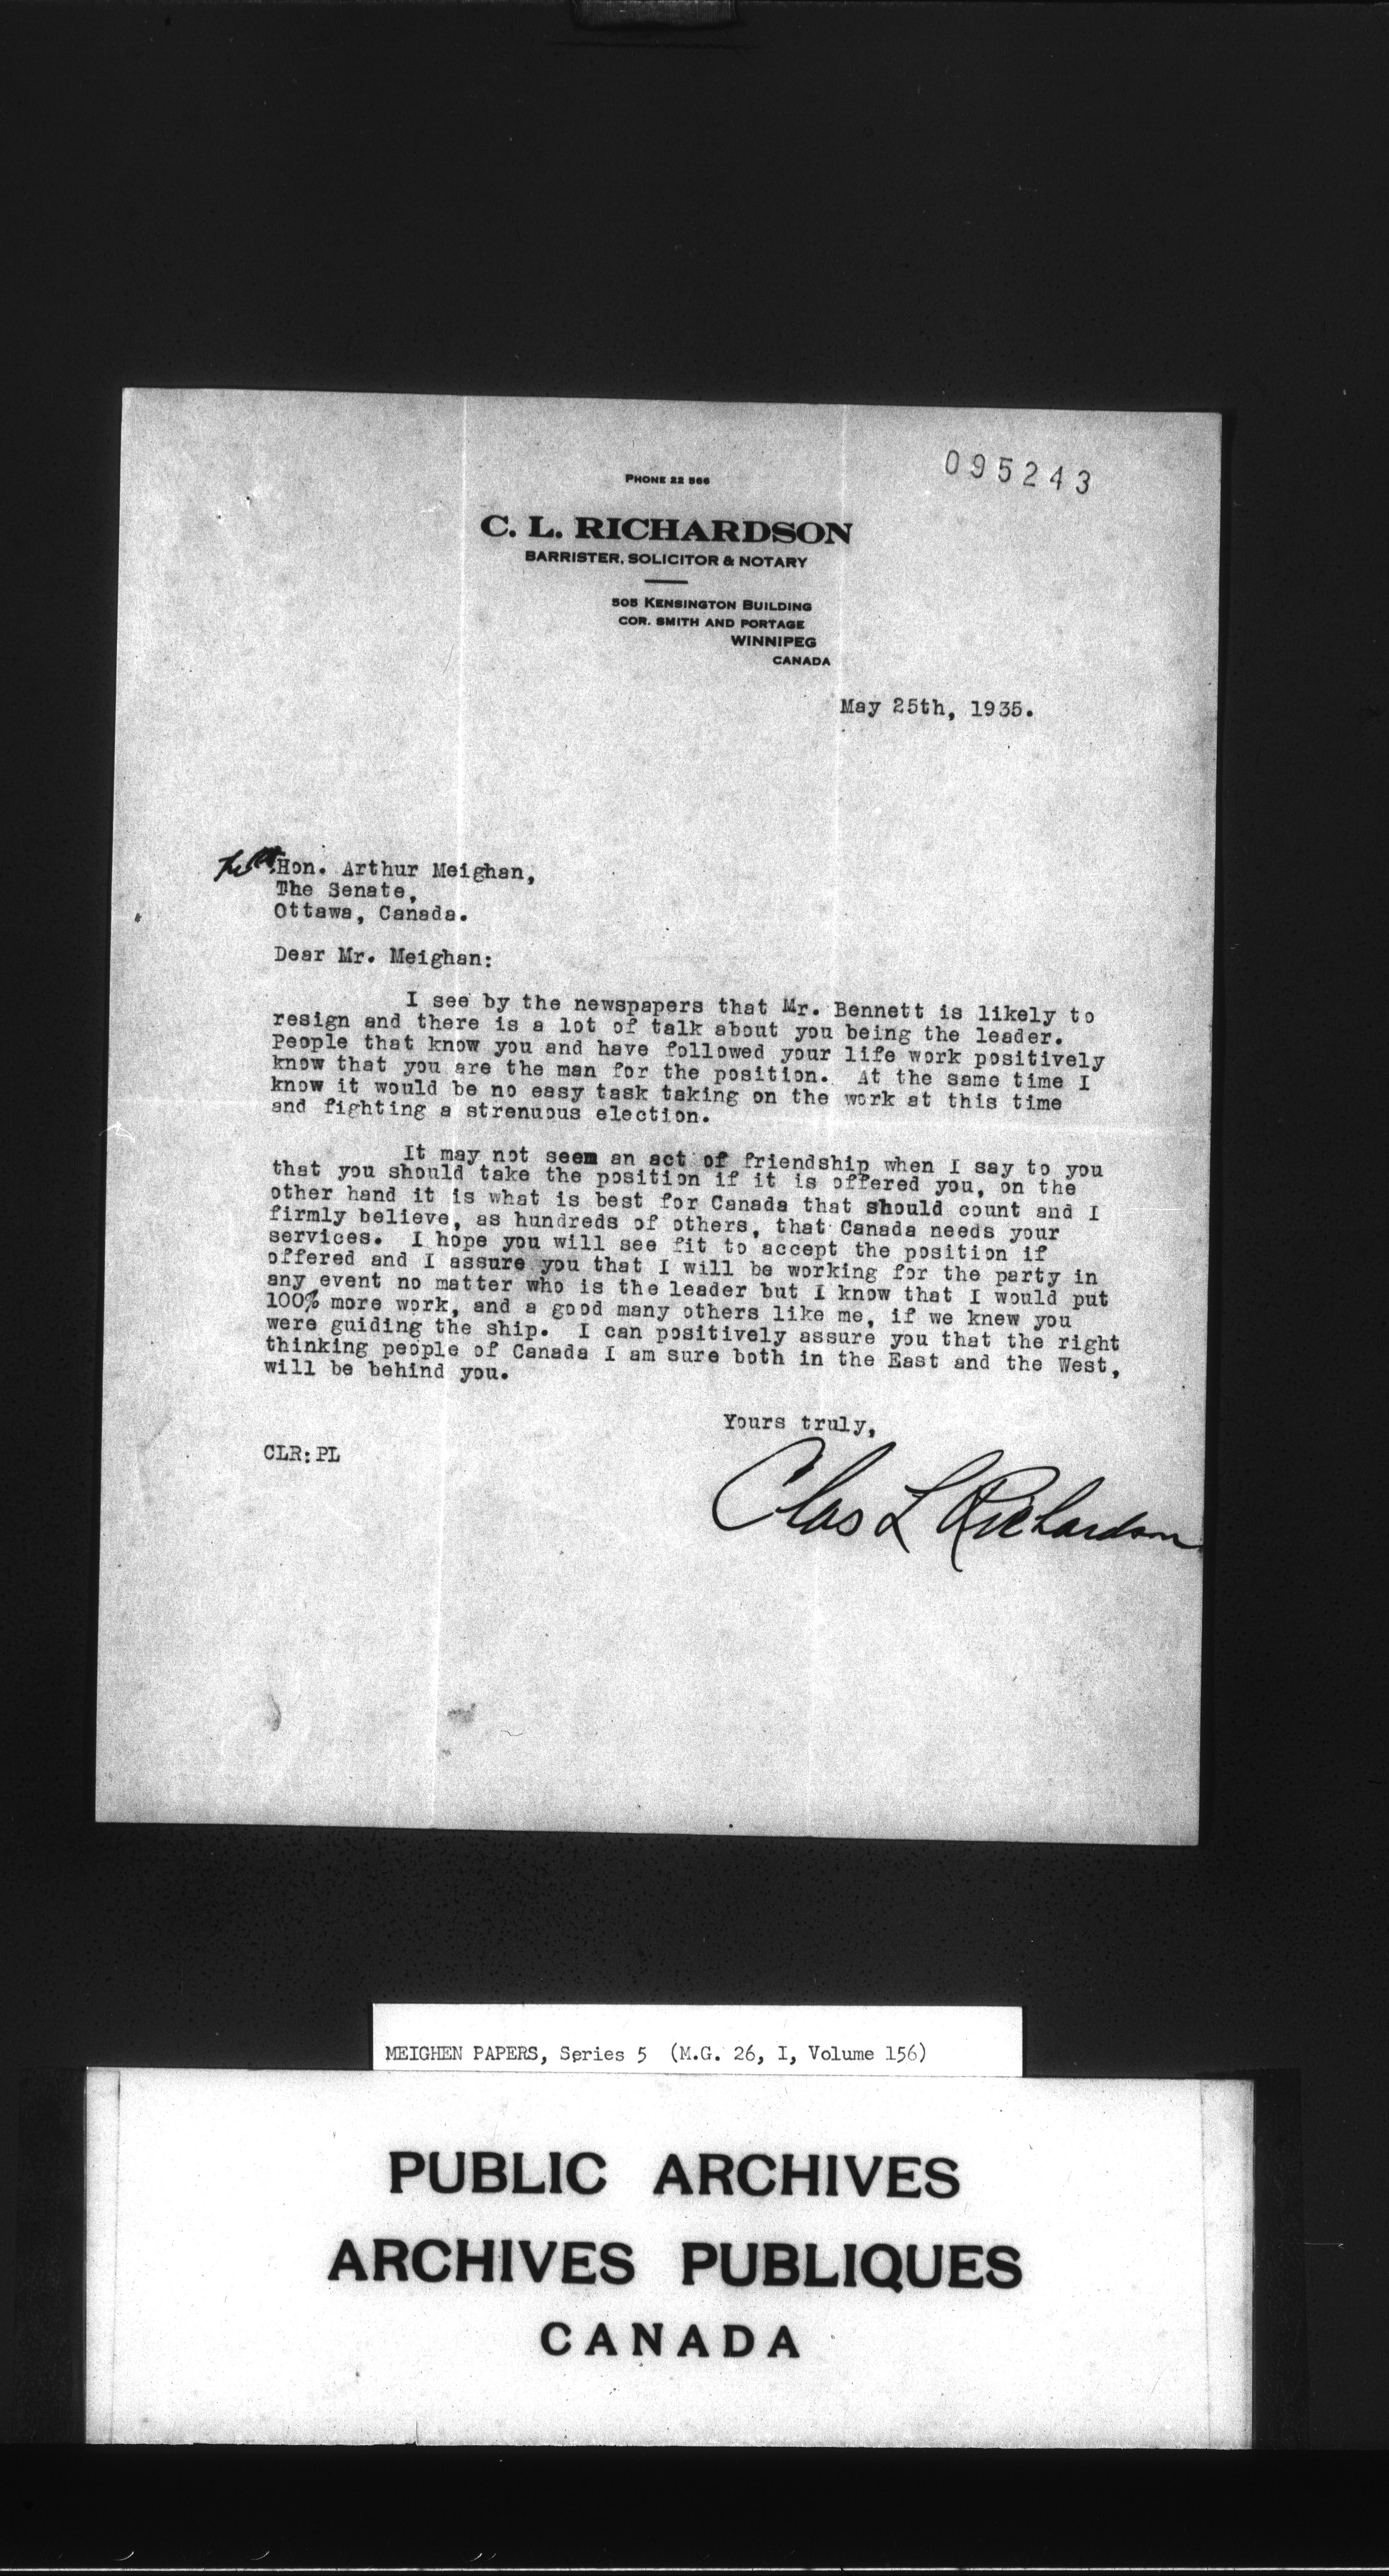 095243
PHONE 22 566
C. L. RICHARDSON
BARRISTER, SOLICITOR & NOTARY
505 KENSINGTON BUILDING
COR. SMITH AND PORTAGE
WINNIPEG
CANADA
May 25th, 1935.
Hon. Arthur Meighan,
The Senate,
Ottawa, Canada.
Dear Mr. Meighan:
I see by the newspapers that Mr. Bennett is likely to
resign and there is a lot of talk about you being the leader.
People that know you and have followed your life work positively
know that you are the man for the position. At the same time I
know it would be no easy task taking on the work at this time
and fighting a strenuous election.
It may not seem an act of friendship when I say to you
that you should take the position if it is offered you, on the
other hand it is what is best for Canada that should count and I
firmly believe, as hundreds of others, that Canada needs your
services. I hope you will see fit to accept the position if
offered and I assure you that I will be working for the party in
any event no matter who is the leader but I know that I would put
100% more work, and a good many others like me, if we knew you
were guiding the ship. I can positively assure you that the right
thinking people of Canada I am sure both in the East and the West,
will be behind you.
Yours truly,
CLR:PL
Chas L Richardson
MEIGHEN PAPERS, Series 5 (M.G. 26, I, Volume 156)
PUBLIC ARCHIVES
ARCHIVES PUBLIQUES
CANADA